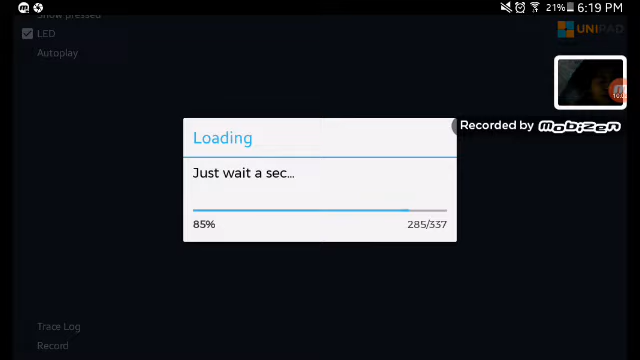 21% 6:19 PM
Show pressed
LED
UNIPAD
Autoplay
Recorded by MOBIZEN
Loading
Just wait a sec...
85% 285/337
Trace Log
Record